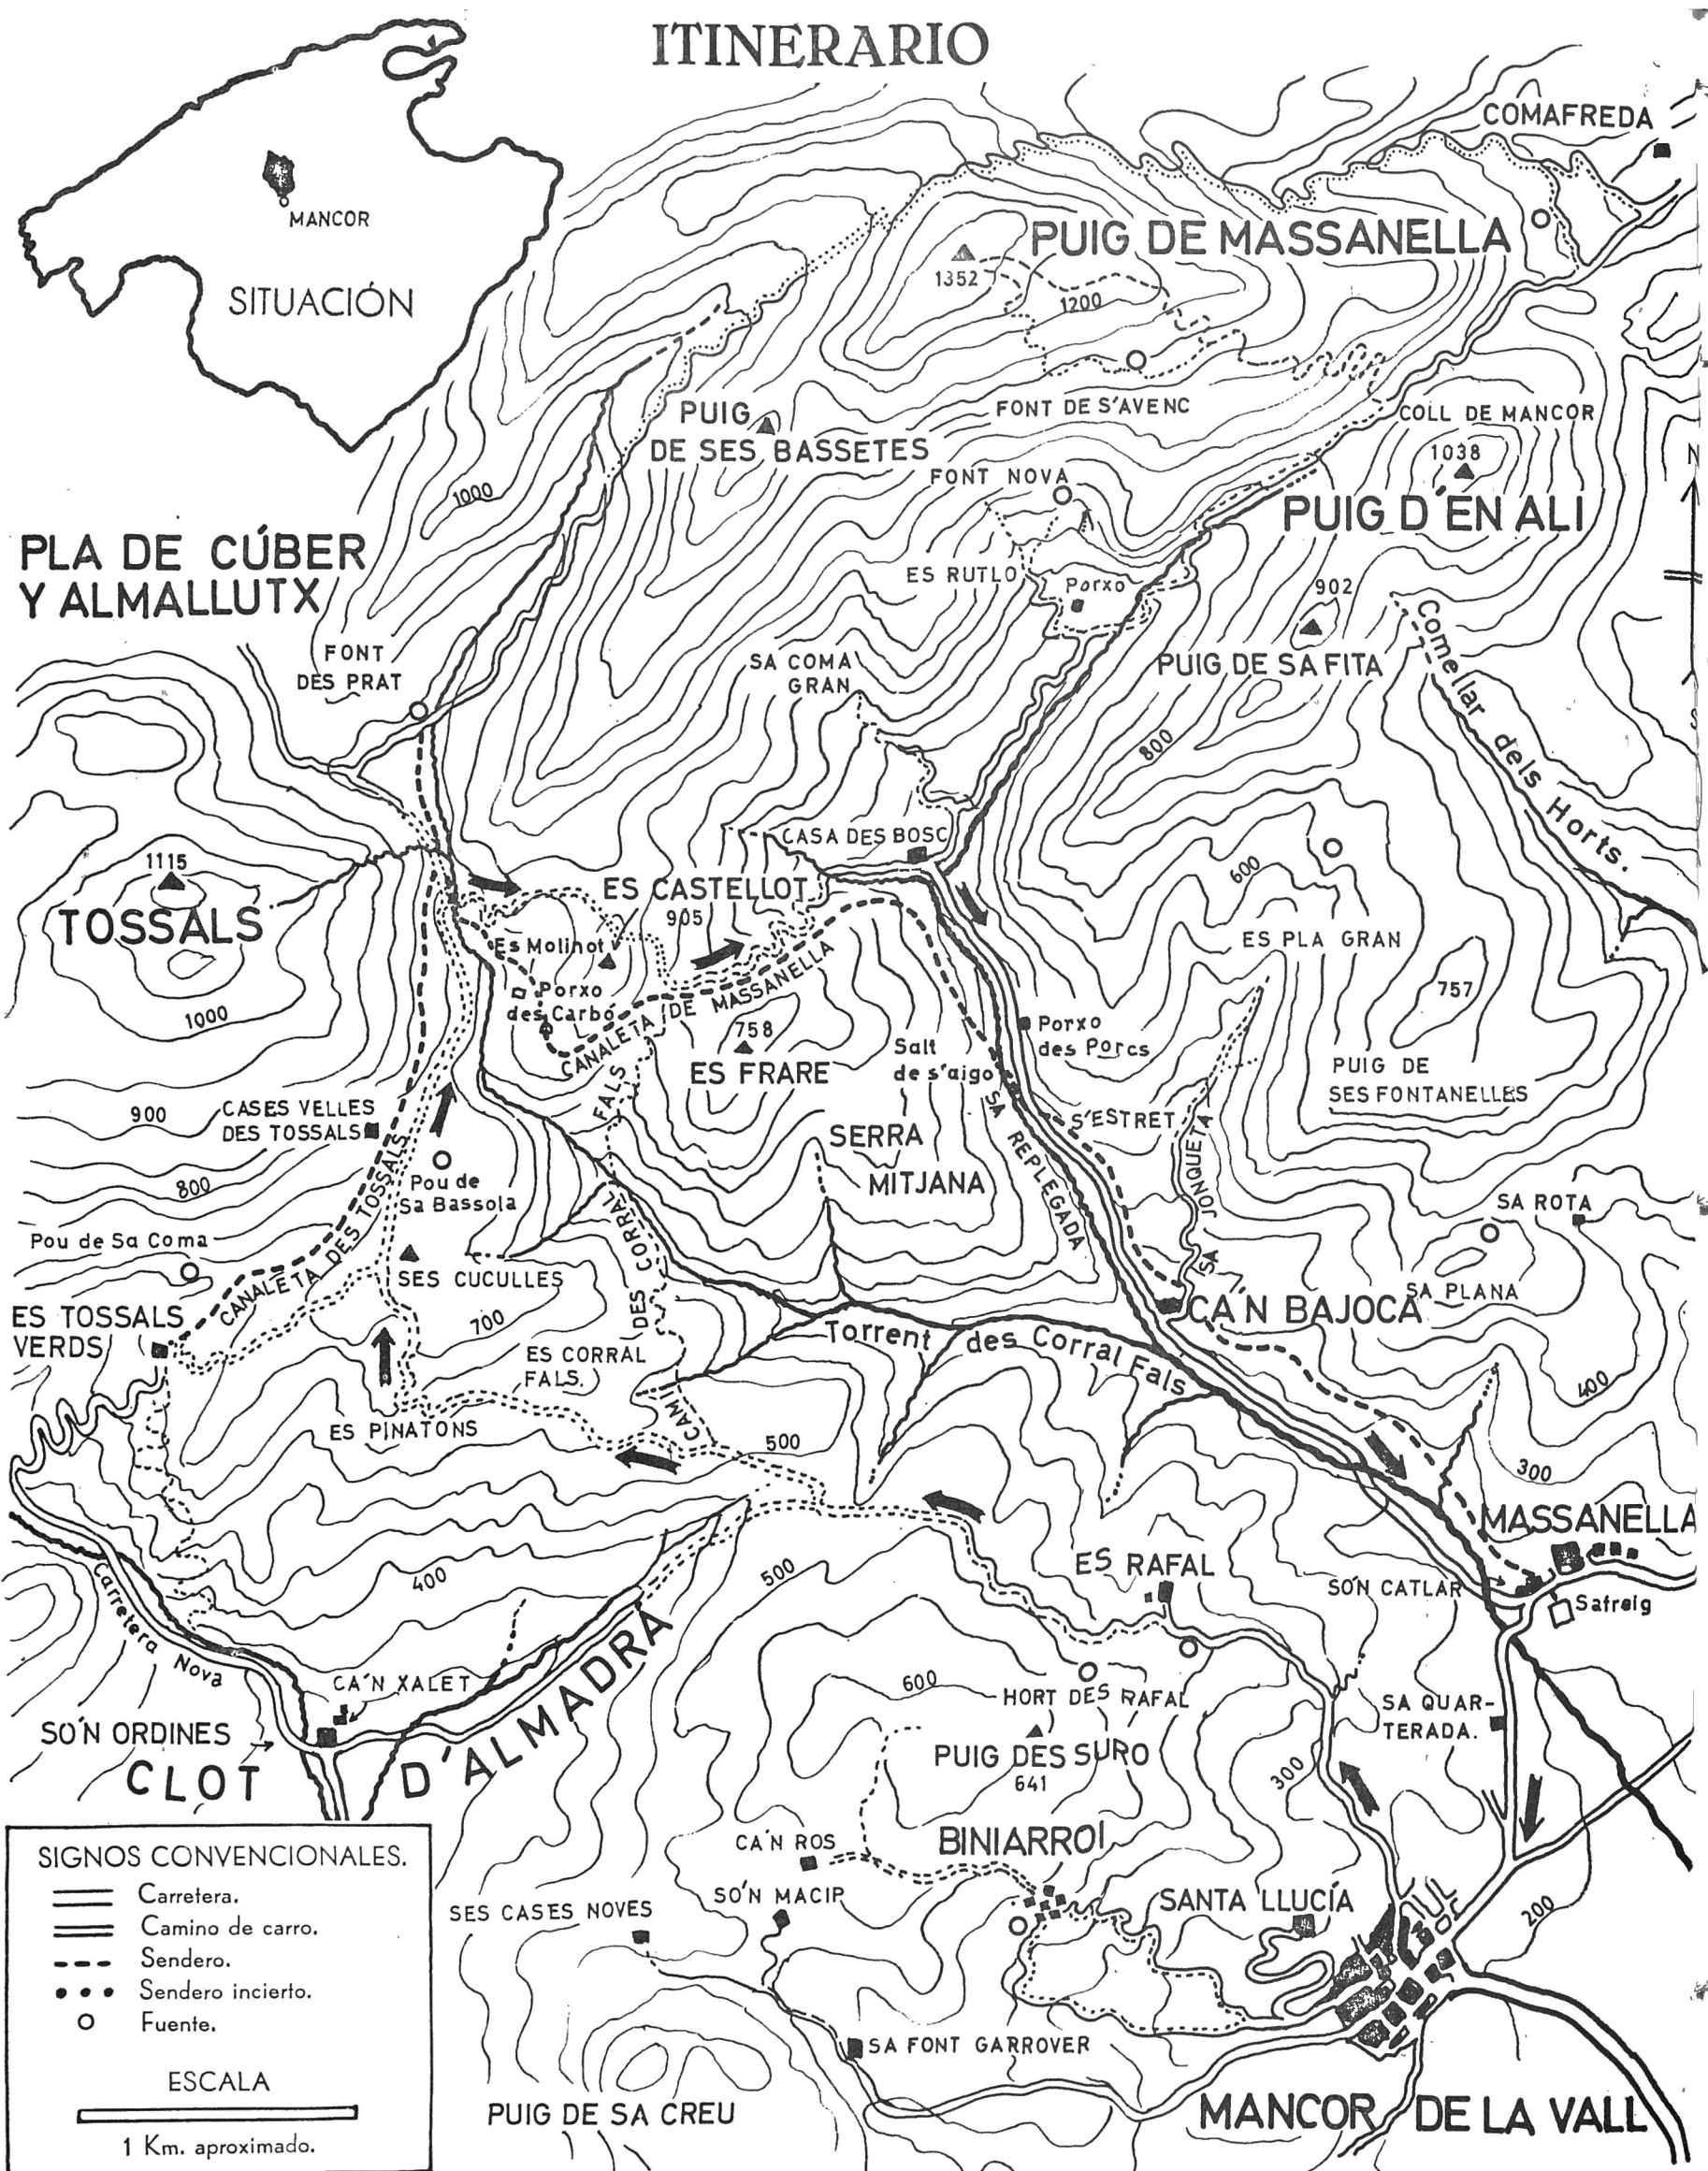 ITINERARIO
MANCOR
SITUACIÓN
COMAFREDA
PUIG DE MASSANELLA
1352
1200
PUIG
DE SES BASSETES
FONT DE S'AVENC
COLL DE MANCOR
1038
FONT NOVA
PUIG D'EN ALI
1000
N
PLA DE CÚBER
Y ALMALLUTX
ES RUTLO
Porxo
902
PUIG DE SA FITA
Comellar dels Horts.
FONT
DES PRAT
SA COMA
GRAN
S
800
CASA DES BOSC
1115
TOSSALS
ES CASTELLOT
905
600
Es Molinot
ES PLA GRAN
Porxo
des Carbó
CANALETA DE MASSANELLA
757
1000
758
ES FRARE
Salt
de s'aigo
Porxo
des Porcs
PUIG DE
SES FONTANELLES
900
CASES VELLES
DES TOSSALS
SERRA
MITJANA
SA REPLEGADA
S'ESTRET
SA JONQUETA
800
Pou de
Sa Bassola
CAMI DES CORRAL FALS
SA ROTA
Pou de Sa Coma
CANALETA DES TOSSALS
SES CUCULLES
CA'N BAJOCA
SA PLANA
ES TOSSALS
VERDS
700
ES CORRAL
FALS.
Torrent des Corral Fals
400
ES PINATONS
500
300
MASSANELLA
Carretera Nova
400
500
ES RAFAL
SO'N CATLAR
Safreig
CA'N XALET
600
HORT DES RAFAL
SA QUAR-
TERADA.
SO'N ORDINES
CLOT D'ALMADRA
PUIG DES SURO
641
300
CA'N ROS
BINIARROI
SO'N MACIP
SES CASES NOVES
SANTA LLUCÍA
200
SA FONT GARROVER
PUIG DE SA CREU
MANCOR DE LA VALL
SIGNOS CONVENCIONALES.
Carretera.
Camino de carro.
Sendero.
Sendero incierto.
Fuente.
ESCALA
1 Km. aproximado.